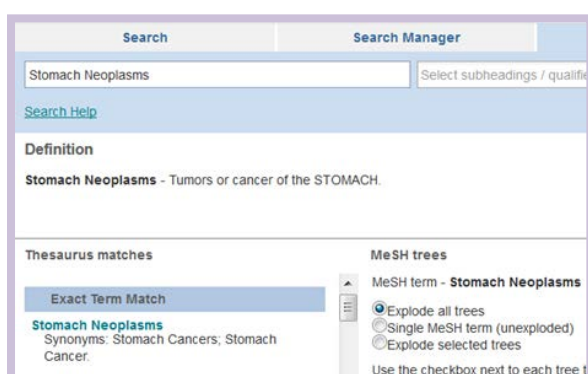 Search
Search Manager
Stomach Neoplasms
Select subheadings / qualifie
Search Help
Definition
Stomach Neoplasms - Tumors or cancer of the STOMACH.
Thesaurus matches
Exact Term Match
Stomach Neoplasms
Synonyms: Stomach Cancers; Stomach
Cancer.
MeSH trees
MeSH term - Stomach Neoplasms
Explode all trees
Single MeSH term (unexploded)
Explode selected trees
Use the checkbox next to each tree t